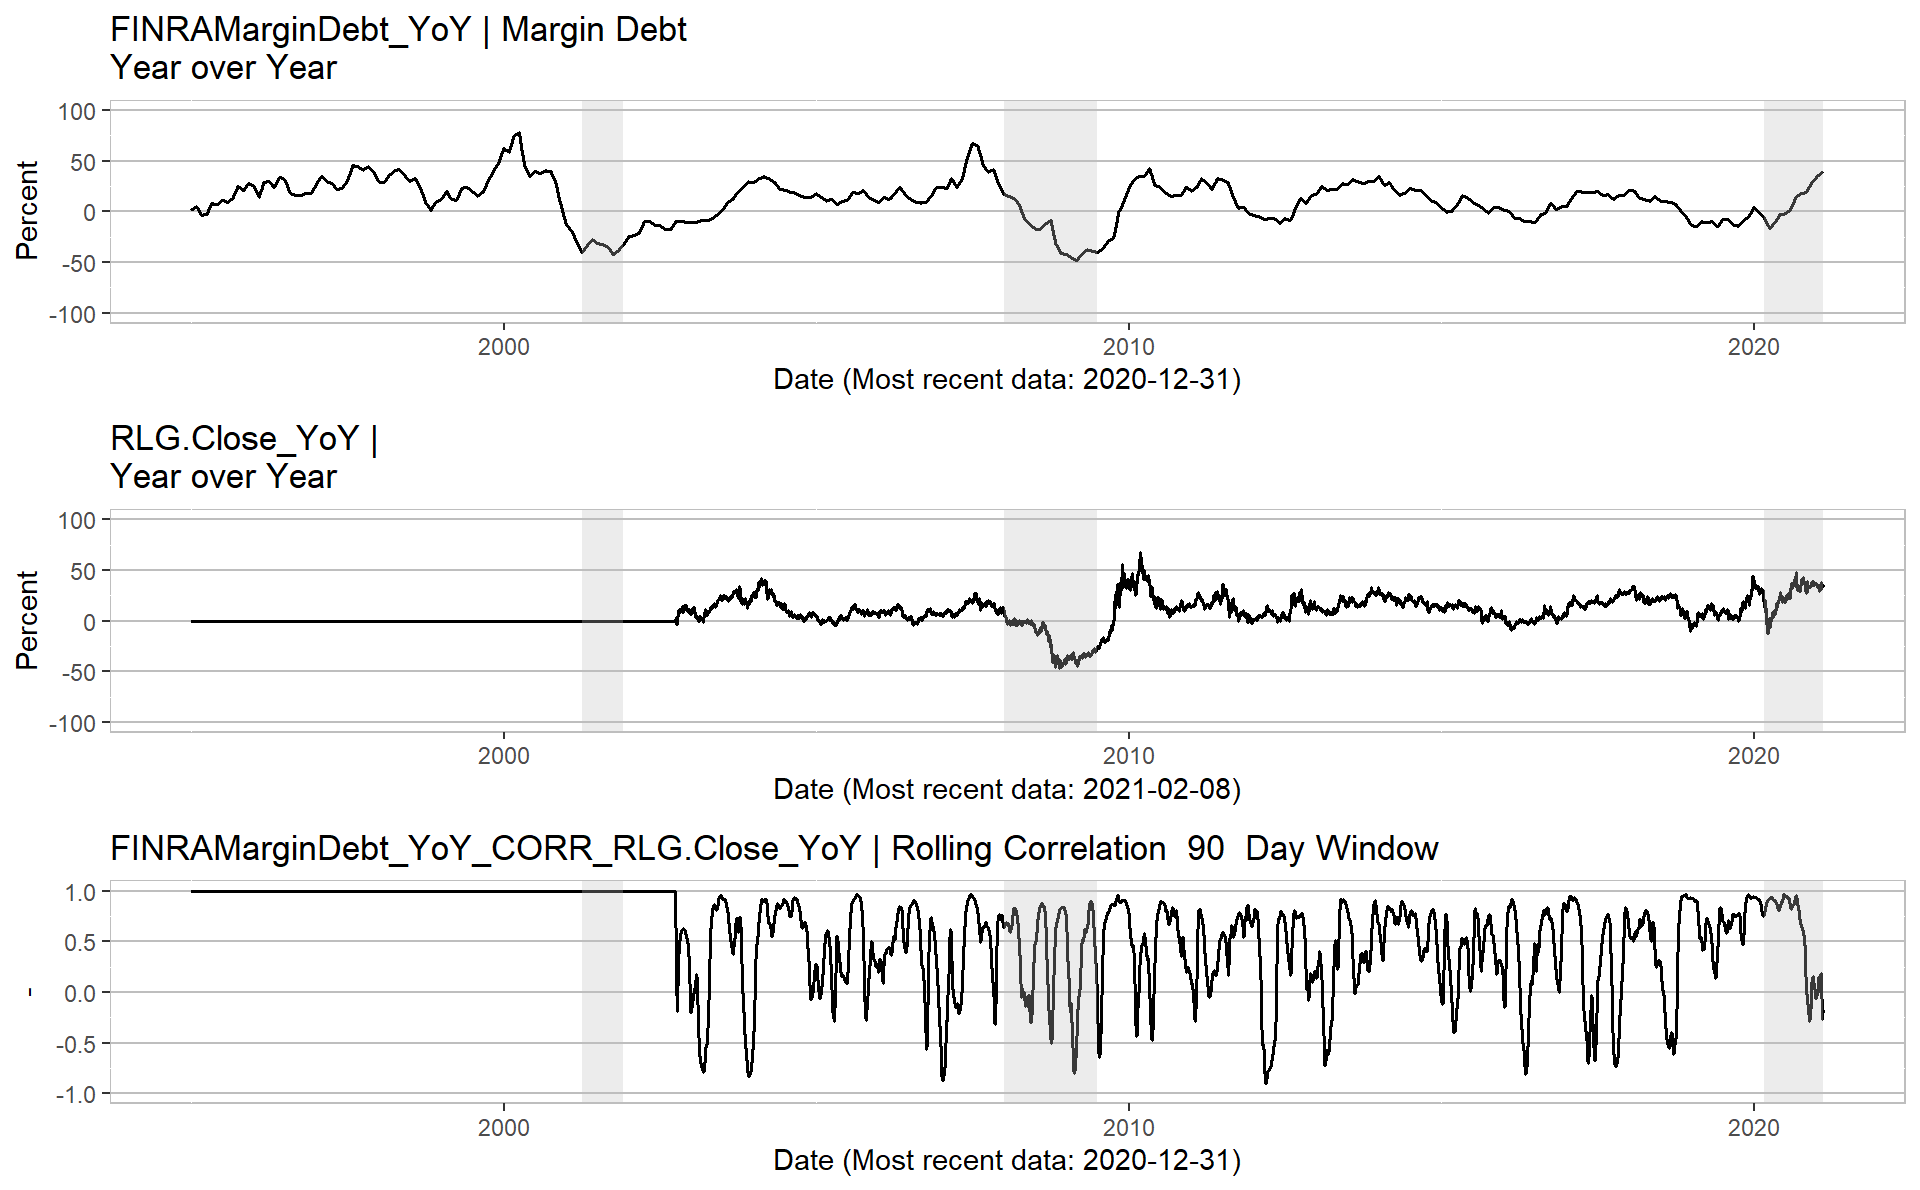 FINRAMarginDebt_YoY | Margin Debt
Year over Year
Percent
100
50
0
-50
-100
2000
2010
2020
Date (Most recent data: 2020-12-31)
RLG.Close_YoY |
Year over Year
Percent
100
50
0
-50
-100
2000
2010
2020
Date (Most recent data: 2021-02-08)
FINRAMarginDebt_YoY_CORR_RLG.Close_YoY | Rolling Correlation  90  Day Window
-
1.0
0.5
0.0
-0.5
-1.0
2000
2010
2020
Date (Most recent data: 2020-12-31)